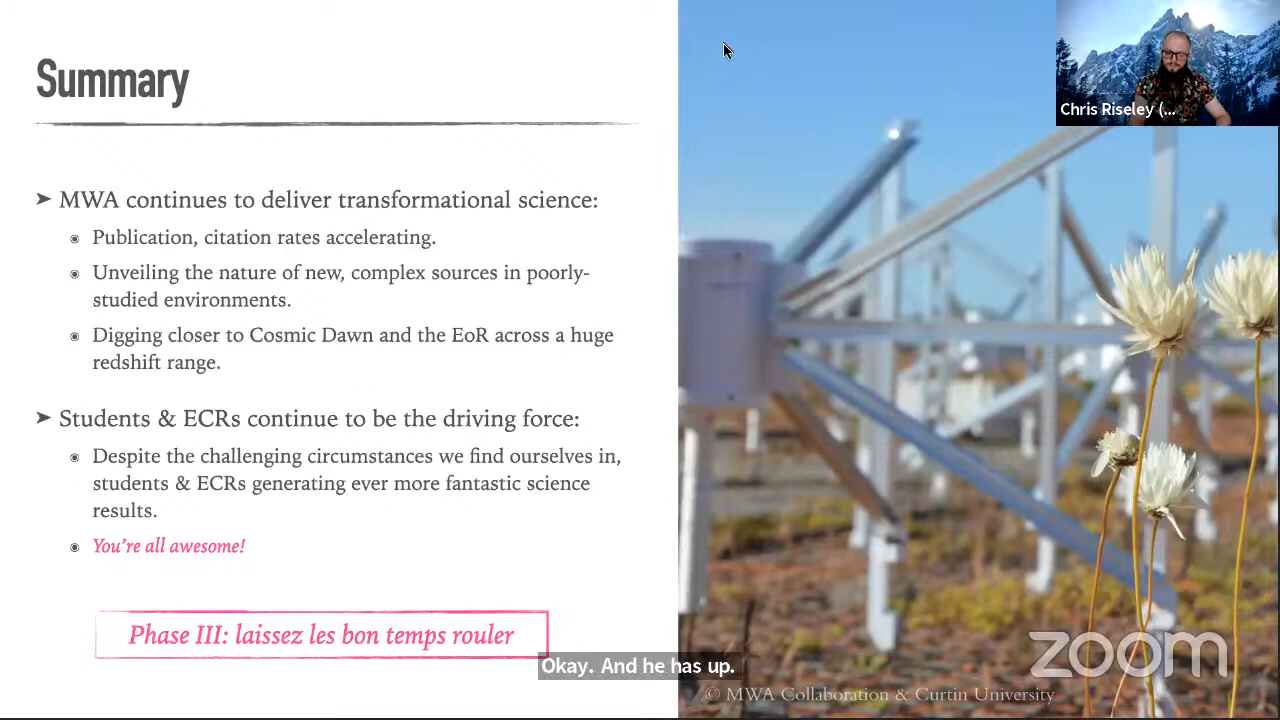 Summary
➤ MWA continues to deliver transformational science:
◉ Publication, citation rates accelerating.
◉ Unveiling the nature of new, complex sources in poorly-
studied environments.
◉ Digging closer to Cosmic Dawn and the EoR across a huge
redshift range.
➤ Students & ECRs continue to be the driving force:
◉ Despite the challenging circumstances we find ourselves in,
students & ECRs generating ever more fantastic science
results.
◉ You're all awesome!
Phase III: laissez les bon temps rouler
Chris Riseley (...
Okay. And he has up.
zoom
© MWA Collaboration & Curtin University